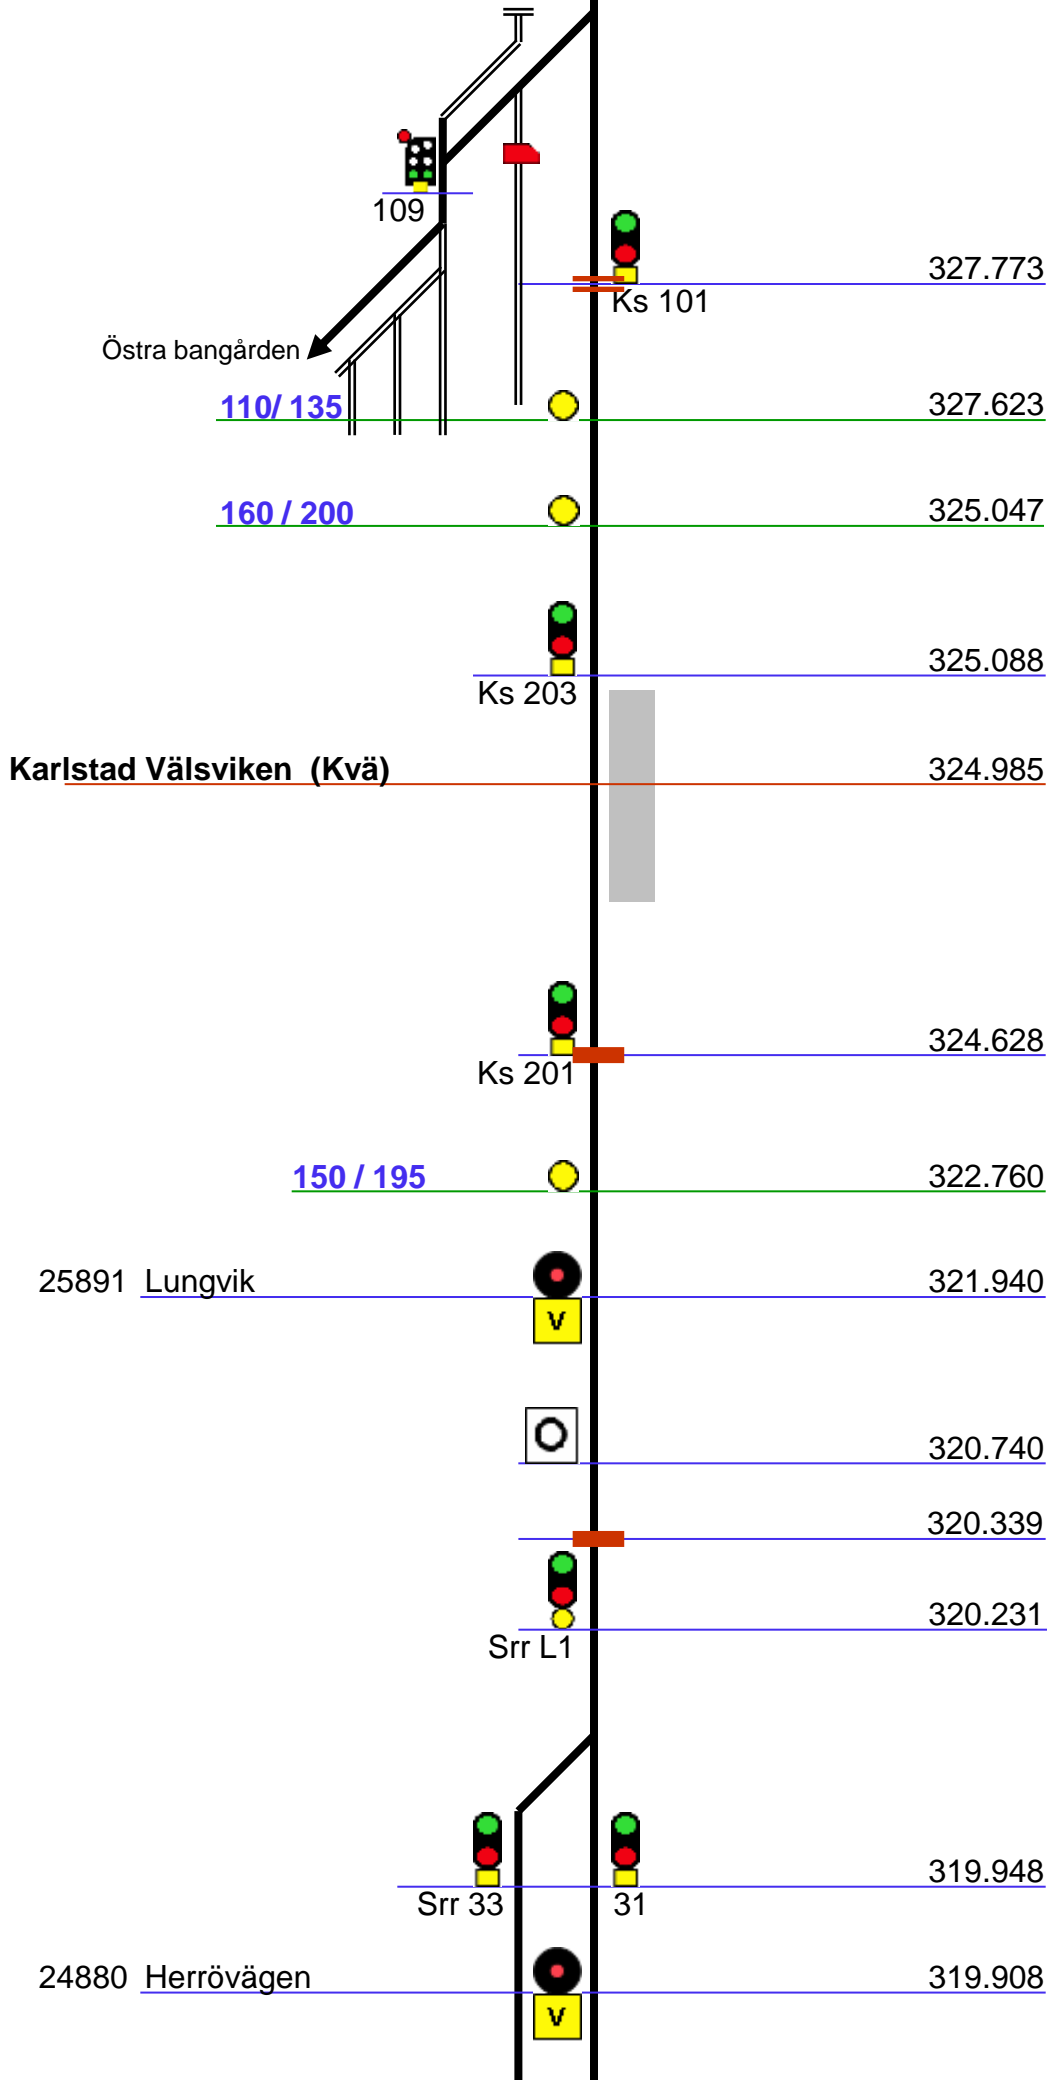 109
327.773
Ks 101
Östra bangården
110/ 135
327.623
160 / 200
325.047
325.088
Ks 203
Karlstad Välsviken (Kvä)
324.985
324.628
Ks 201
150 / 195
322.760
25891 Lungvik
321.940
V
O
320.740
320.339
320.231
Srr L1
319.948
Srr 33
31
24880 Herrövägen
319.908
V